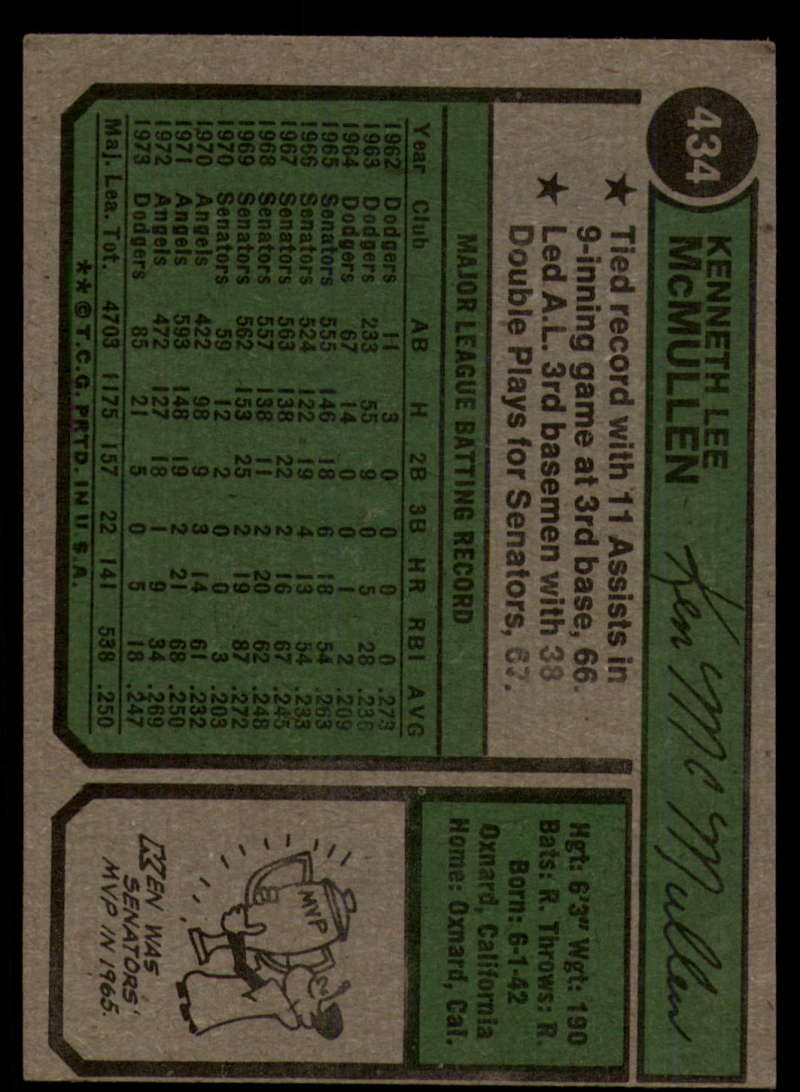 434
KENNETH LEE
McMULLEN
Ken McMullen
★ Tied record with 11 Assists in
9-inning game at 3rd base, 66.
★ Led A.L. 3rd basemen with 38
Double Plays for Senators, 67.
MAJOR LEAGUE BATTING RECORD
Year Club AB H 2B 3B HR RBI AVG
1962 Dodgers 11 3 0 0 0 0 .273
1963 Dodgers 233 55 9 0 5 28 .236
1964 Dodgers 67 14 0 0 1 2 .209
1965 Senators 555 146 18 6 18 54 .263
1966 Senators 524 122 19 4 13 54 .233
1967 Senators 563 138 22 2 16 67 .245
1968 Senators 557 138 11 2 20 62 .248
1969 Senators 562 153 25 2 19 87 .272
1970 Senators 59 12 2 0 0 3 .203
1970 Angels 422 98 9 3 14 61 .232
1971 Angels 593 148 19 2 21 68 .250
1972 Angels 472 127 18 1 9 34 .269
1973 Dodgers 85 21 5 0 5 18 .247
Maj. Lea. Tot. 4703 1175 157 22 141 538 .250
** © T.C.G. PRTD. IN U.S.A.
Hgt: 6'3" Wgt: 190
Bats: R. Throws: R.
Born: 6-1-42
Oxnard, California
Home: Oxnard, Cal.
MVP
KEN WAS
SENATORS'
MVP IN 1965.